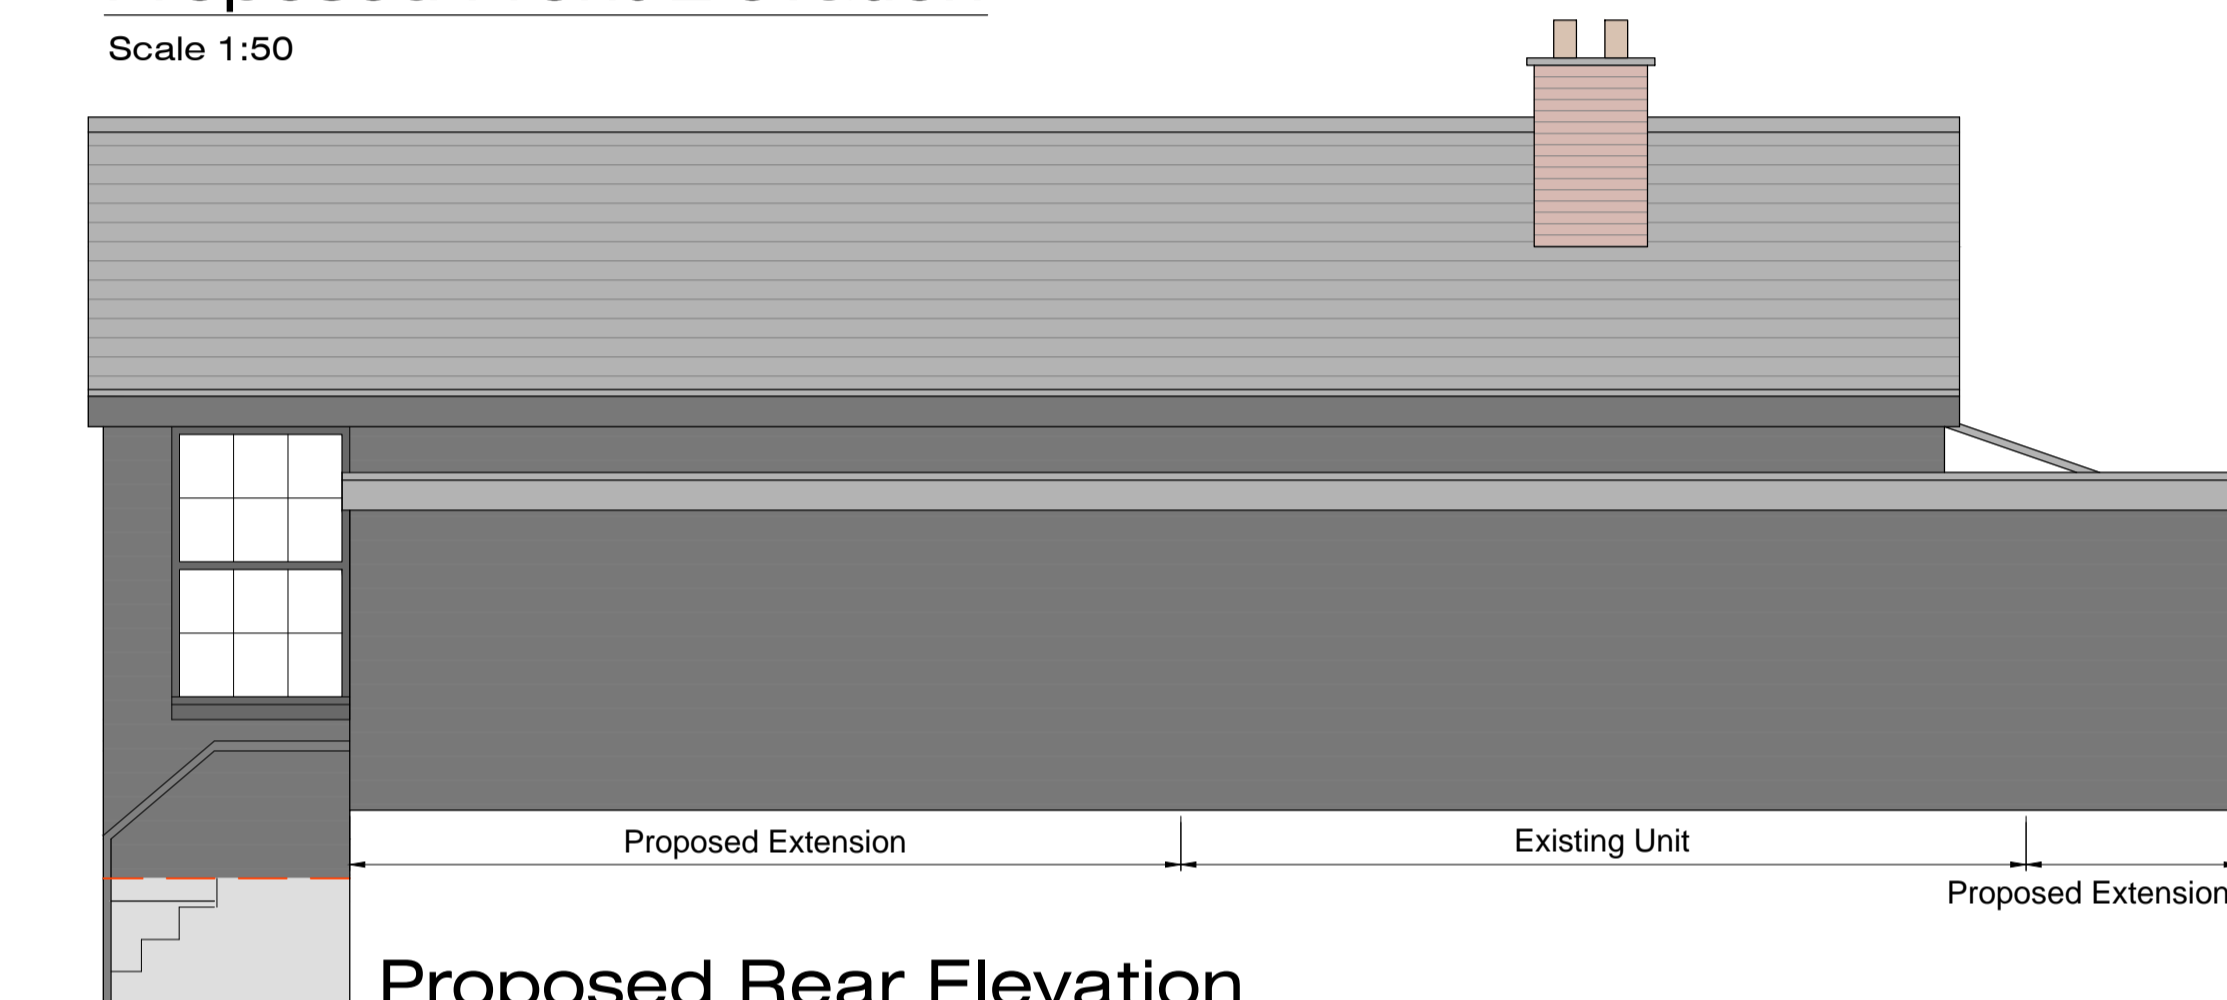 Scale 1:50
Proposed Extension
Existing Unit
Proposed Extension
Proposed Rear Elevation